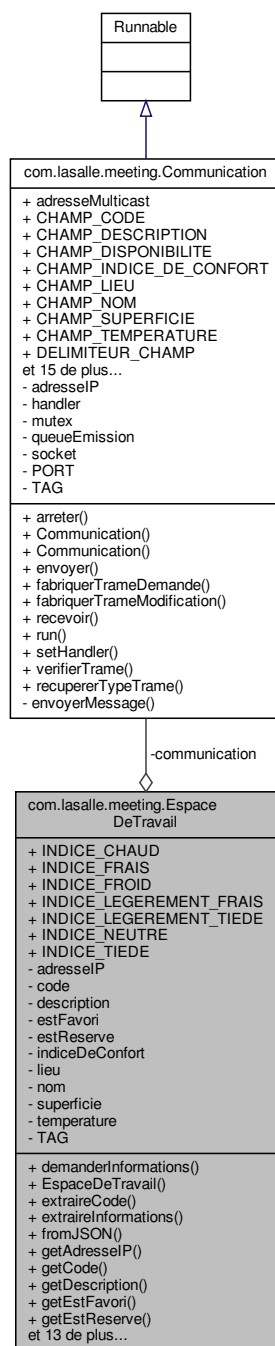 Runnable
com.lasalle.meeting.Communication
+ adresseMulticast
+ CHAMP_CODE
+ CHAMP_DESCRIPTION
+ CHAMP_DISPONIBILITE
+ CHAMP_INDICE_DE_CONFORT
+ CHAMP_LIEU
+ CHAMP_NOM
+ CHAMP_SUPERFICIE
+ CHAMP_TEMPERATURE
+ DELIMITEUR_CHAMP
et 15 de plus...
- adresseIP
- handler
- mutex
- queueEmission
- socket
- PORT
- TAG
+ arreter()
+ Communication()
+ Communication()
+ envoyer()
+ fabriquerTrameDemande()
+ fabriquerTrameModification()
+ recevoir()
+ run()
+ setHandler()
+ verifierTrame()
+ recupererTypeTrame()
- envoyerMessage()
-communication
com.lasalle.meeting.Espace
DeTravail
+ INDICE_CHAUD
+ INDICE_FRAIS
+ INDICE_FROID
+ INDICE_LEGEREMENT_FRAIS
+ INDICE_LEGEREMENT_TIEDE
+ INDICE_NEUTRE
+ INDICE_TIEDE
- adresseIP
- code
- description
- estFavori
- estReserve
- indiceDeConfort
- lieu
- nom
- superficie
- temperature
- TAG
+ demanderInformations()
+ EspaceDeTravail()
+ extraireCode()
+ extraireInformations()
+ fromJSON()
+ getAdresseIP()
+ getCode()
+ getDescription()
+ getEstFavori()
+ getEstReserve()
et 13 de plus...